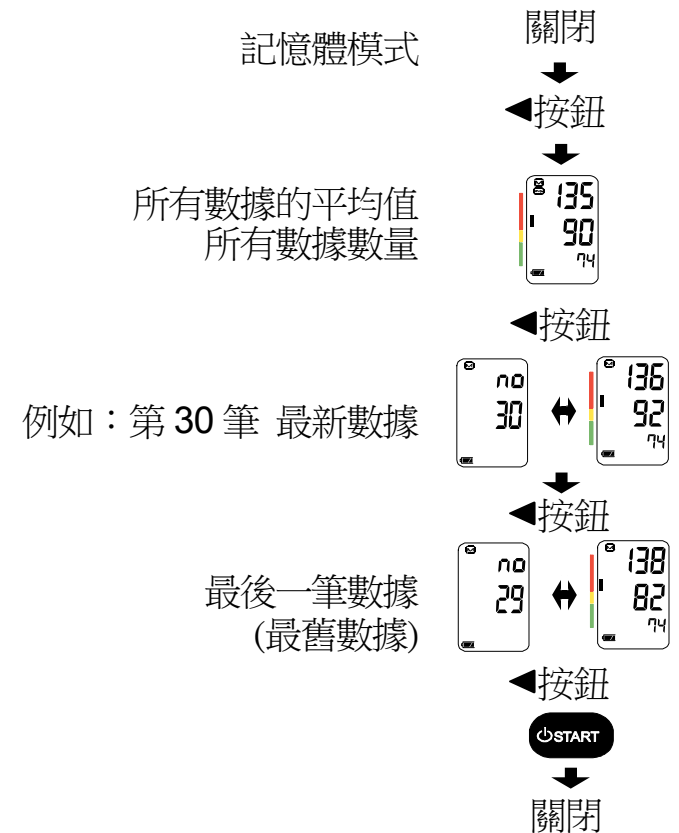 記憶體模式
關閉
◀按鈕
所有數據的平均值
所有數據數量
135
90
74
◀按鈕
例如：第 30 筆 最新數據
no
30
136
92
74
◀按鈕
最後一筆數據
(最舊數據)
no
29
138
82
74
◀按鈕
START
關閉